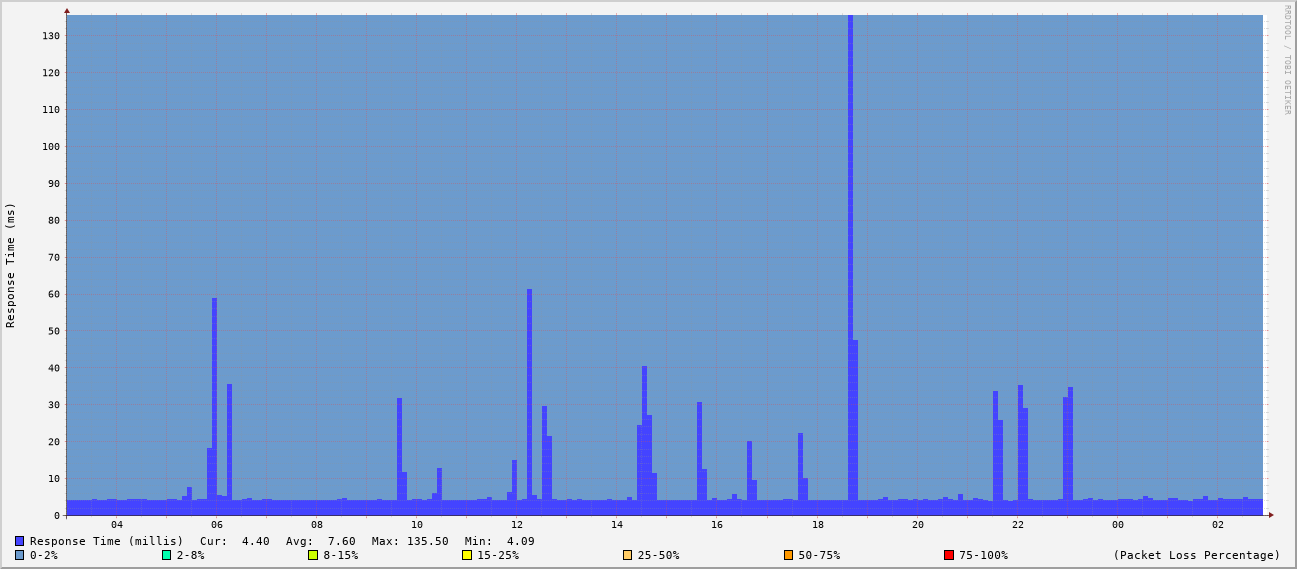 RRDTOOL / TOBI OETIKER
Response Time (ms)
130
120
110
100
90
80
70
60
50
40
30
20
10
0
04 06 08 10 12 14 16 18 20 22 00 02
Response Time (millis) Cur: 4.40 Avg: 7.60 Max: 135.50 Min: 4.09
0-2% 2-8% 8-15% 15-25% 25-50% 50-75% 75-100% (Packet Loss Percentage)